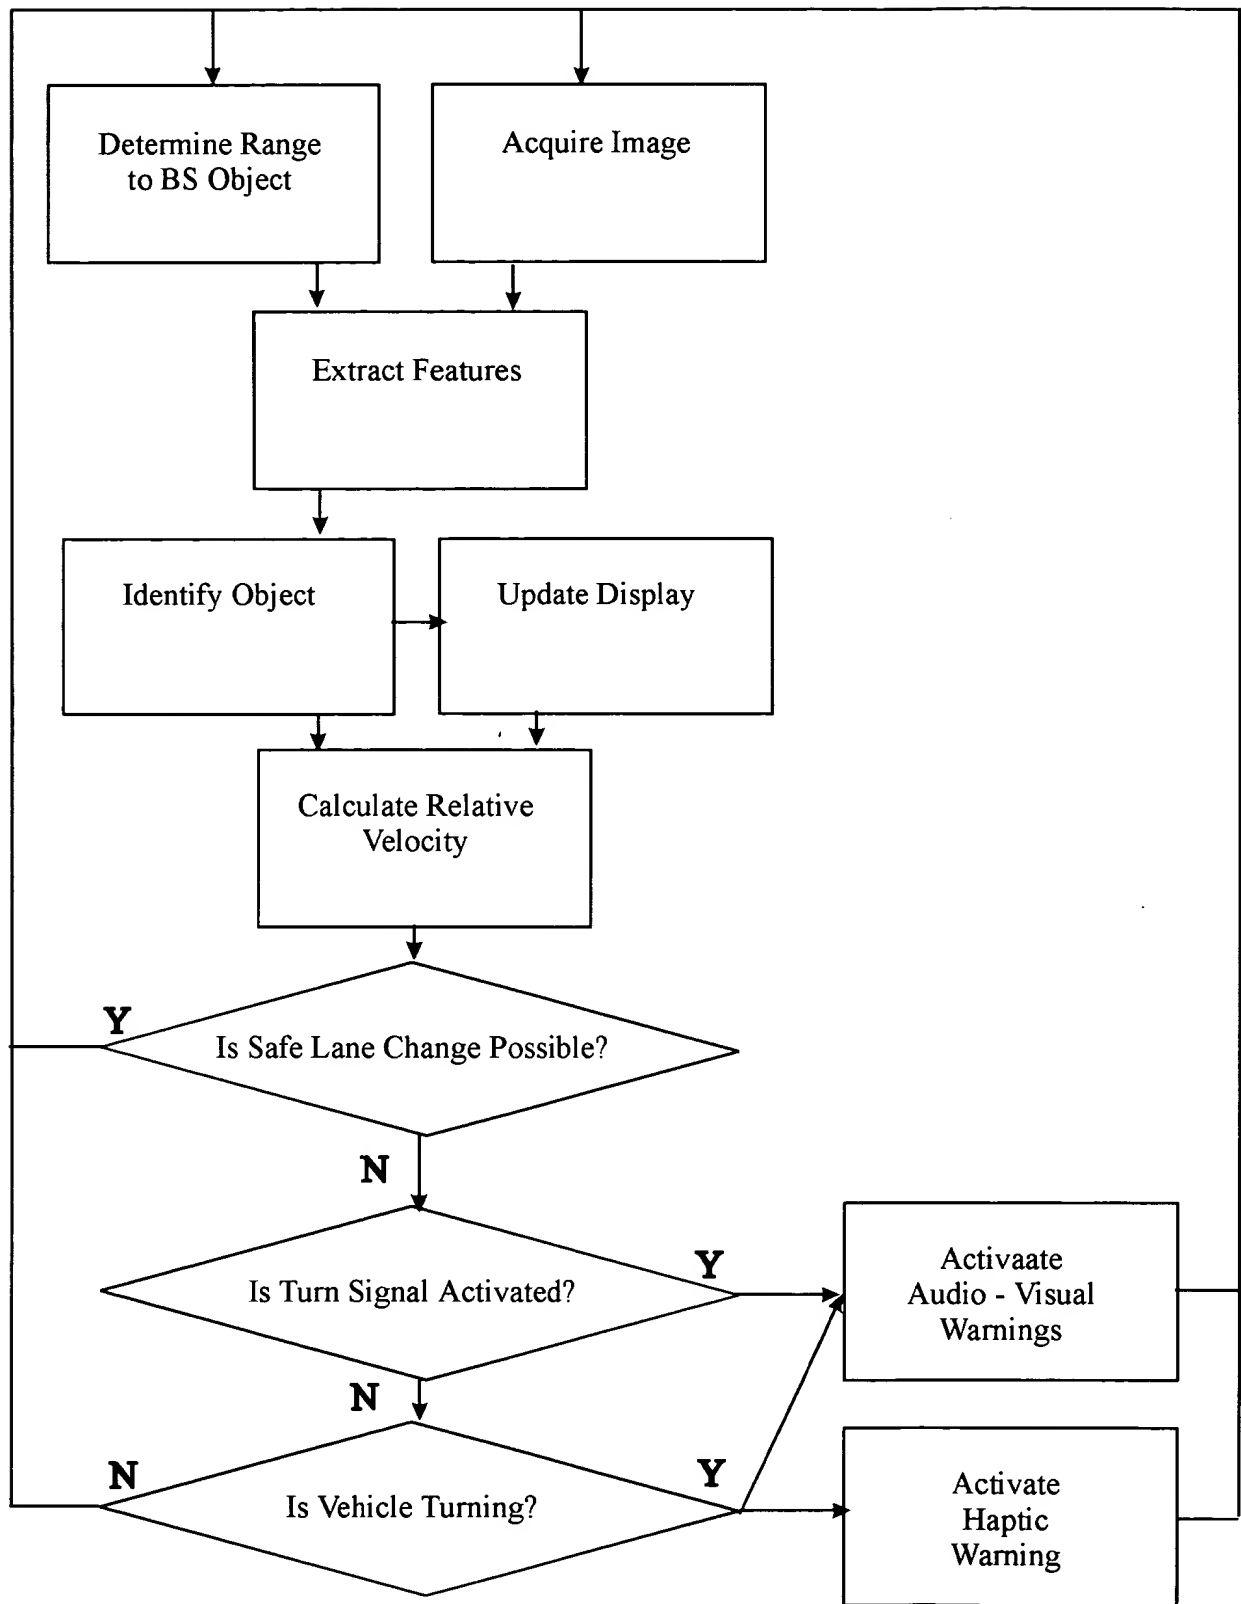 Determine Range
to BS Object
Acquire Image
Extract Features
Identify Object
Update Display
Calculate Relative
Velocity
Y
Is Safe Lane Change Possible?
N
Is Turn Signal Activated?
Y
Activaate
Audio - Visual
Warnings
N
N
Is Vehicle Turning?
Y
Activate
Haptic
Warning